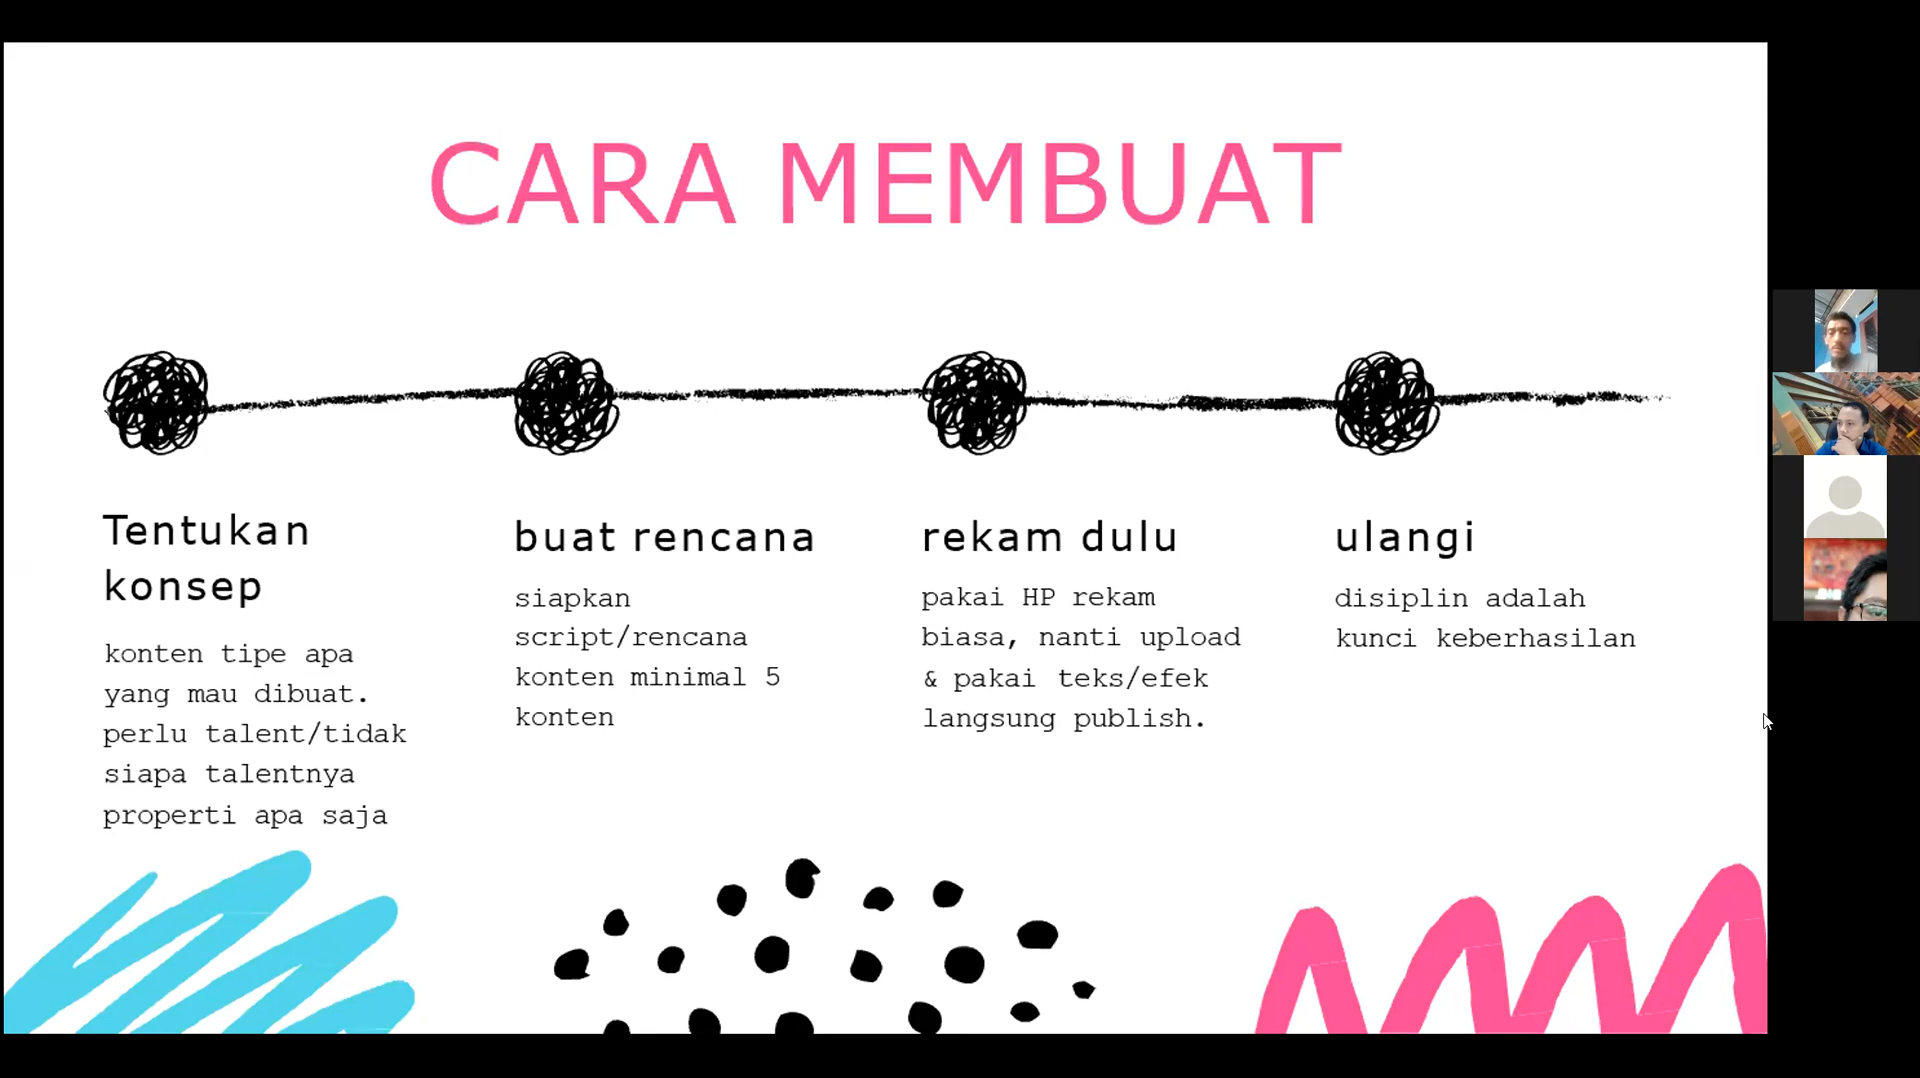 CARA MEMBUAT
Tentukan
konsep
konten tipe apa
yang mau dibuat.
perlu talent/tidak
siapa talentnya
properti apa saja
buat rencana
siapkan
script/rencana
konten minimal 5
konten
rekam dulu
pakai HP rekam
biasa, nanti upload
& pakai teks/efek
langsung publish.
ulangi
disiplin adalah
kunci keberhasilan